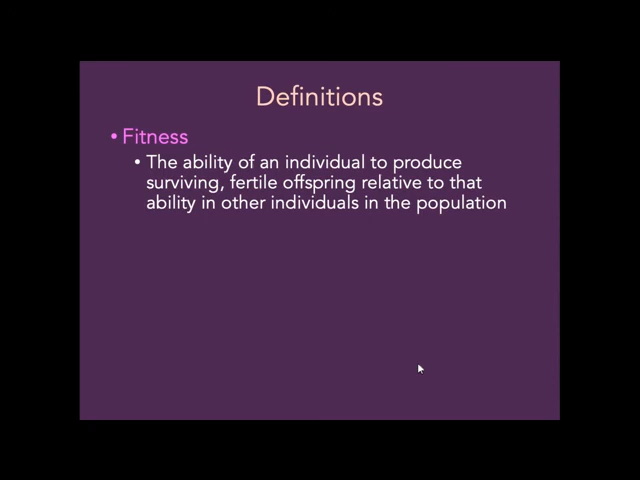 Definitions
• Fitness
• The ability of an individual to produce
surviving, fertile offspring relative to that
ability in other individuals in the population